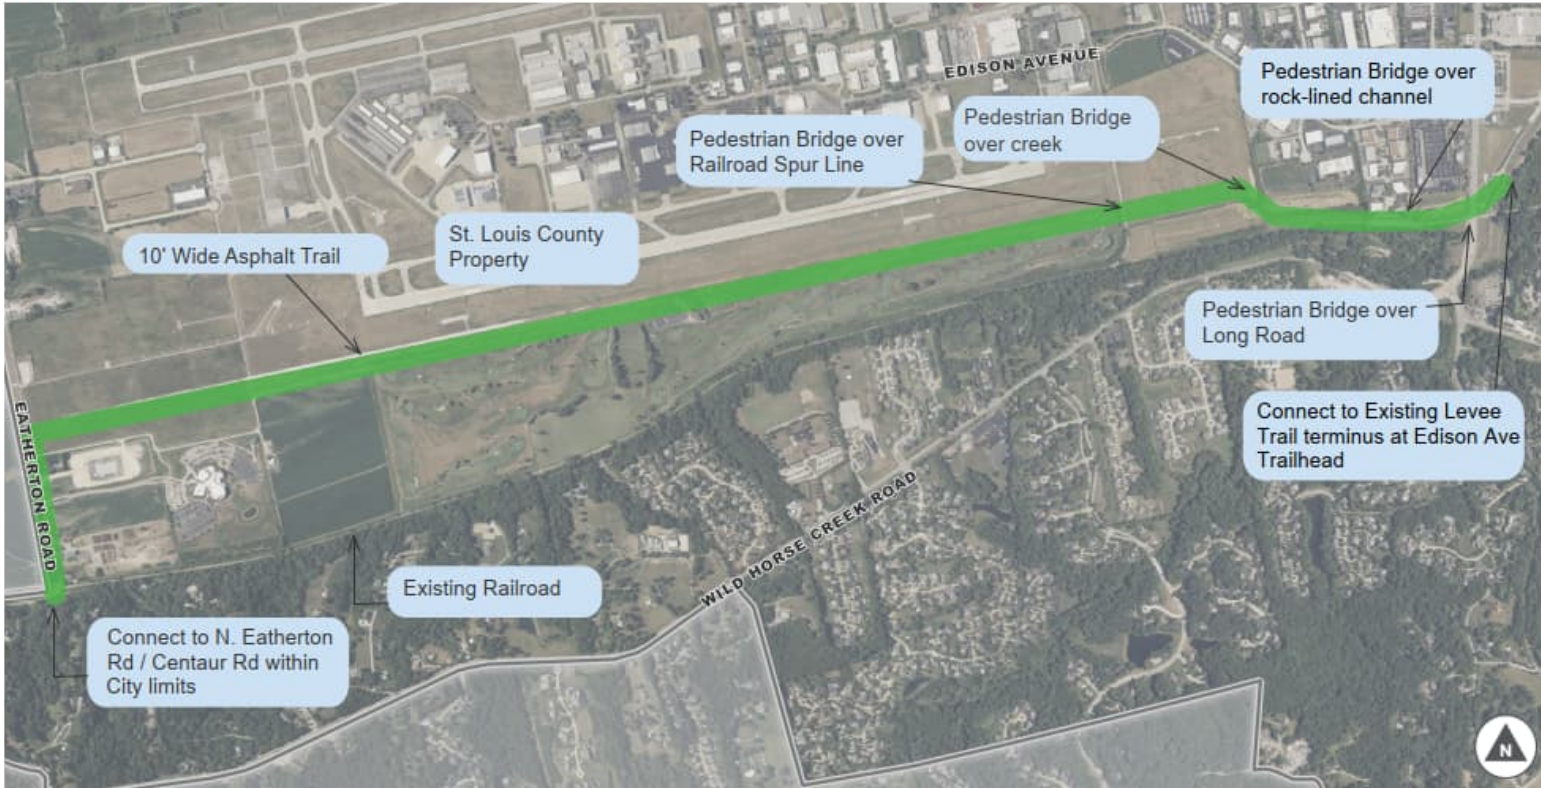 EDISON AVENUE
Pedestrian Bridge over
rock-lined channel
Pedestrian Bridge
over creek
Pedestrian Bridge over
Railroad Spur Line
St. Louis County
Property
10' Wide Asphalt Trail
Pedestrian Bridge over
Long Road
Connect to Existing Levee
Trail terminus at Edison Ave
Trailhead
EATHERTON ROAD
WILD HORSE CREEK ROAD
Existing Railroad
Connect to N. Eatherton
Rd / Centaur Rd within
City limits
N